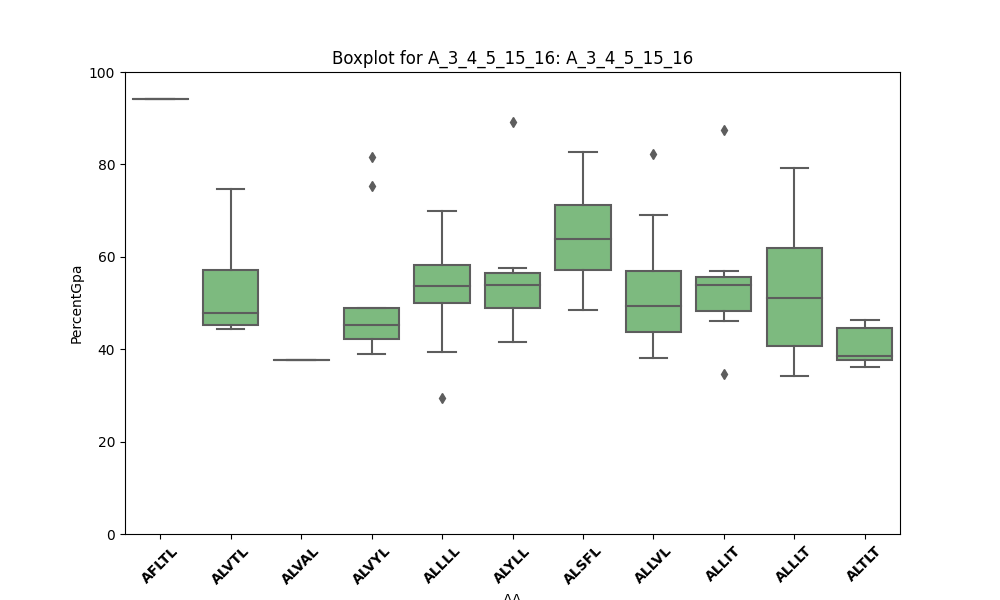 Boxplot for A_3_4_5_15_16: A_3_4_5_15_16
100
80
60
40
20
0
PercentGpa
AFLTL ALVTL ALVAL ALVYL ALLLL ALYLL ALSFL ALLVL ALLIT ALLLT ALTLT
AA